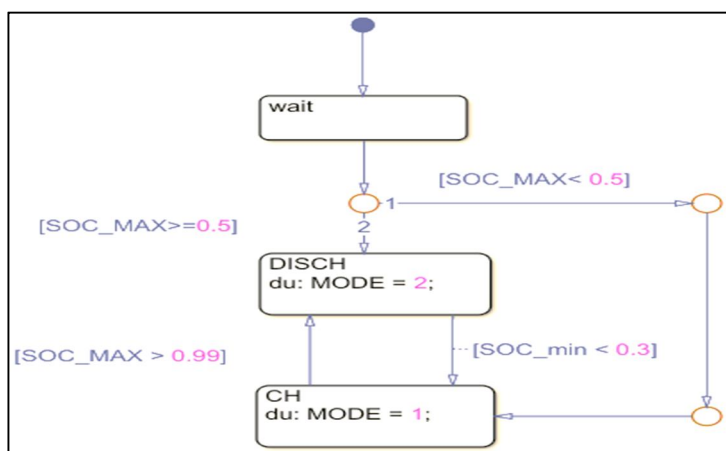 wait
[SOC_MAX< 0.5]
1
2
[SOC_MAX>=0.5]
DISCH
du: MODE = 2;
[SOC_MAX > 0.99]
[SOC_min < 0.3]
CH
du: MODE = 1;